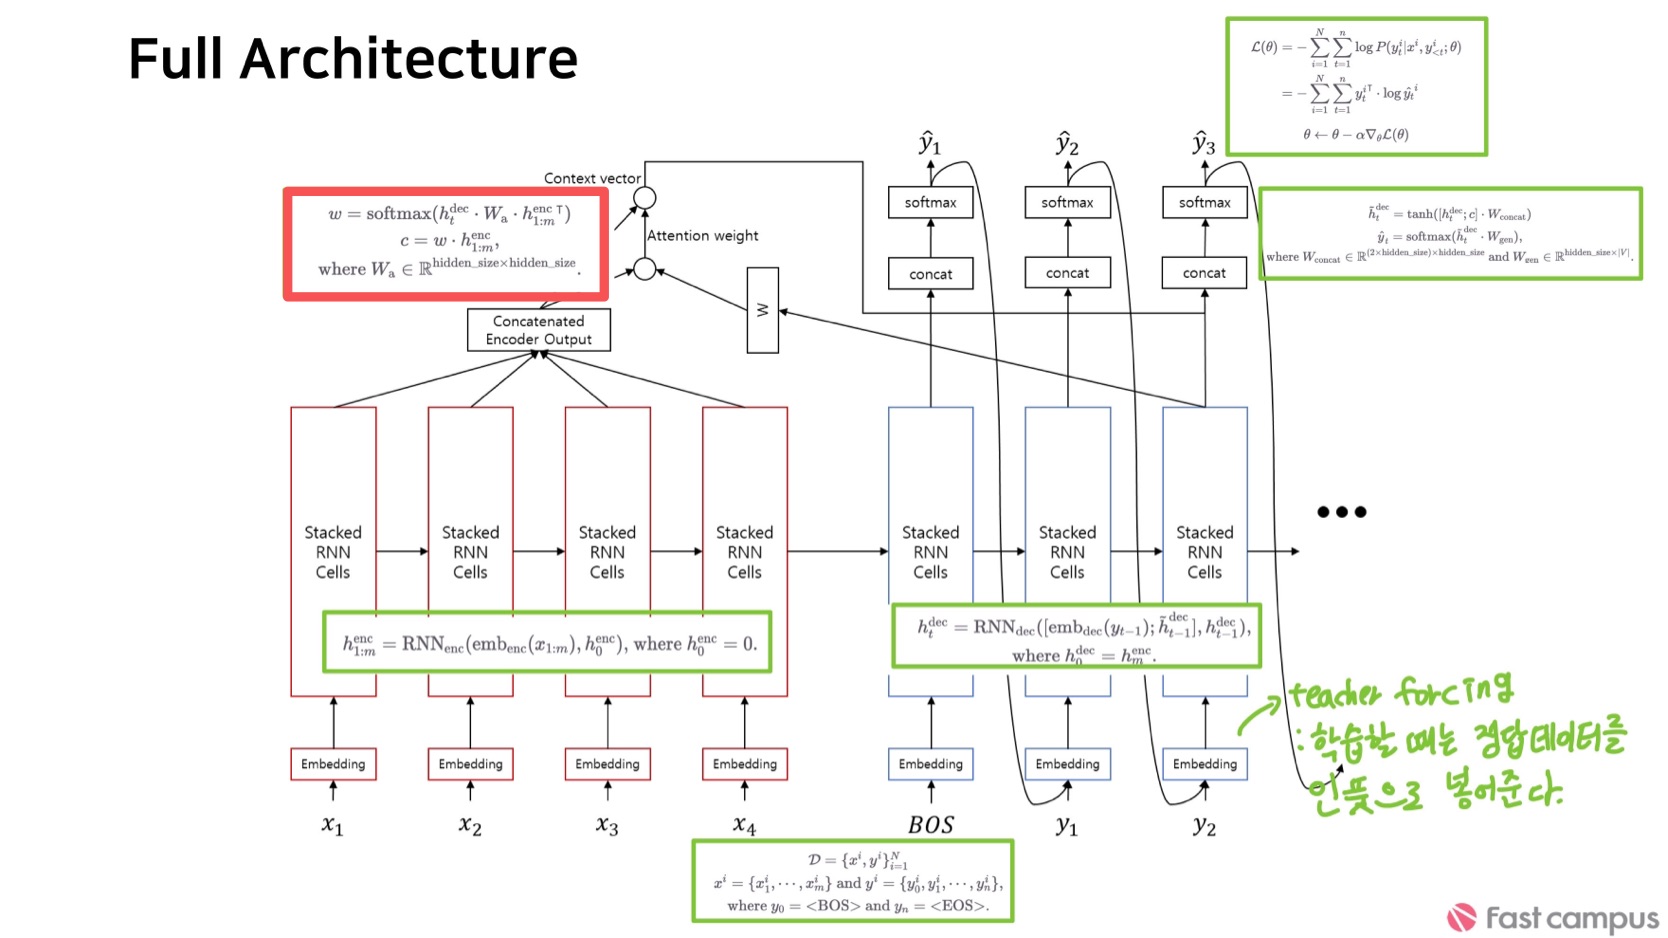 Full Architecture
$\mathcal{L}(\theta) = -\sum_{i=1}^{N}\sum_{t=1}^{n} \log P(y_t^i|x^i, y_{<t}^i; \theta)$
$= -\sum_{i=1}^{N}\sum_{t=1}^{n} y_t^{i\top} \cdot \log \hat{y}_t^{\,i}$
$\theta \leftarrow \theta - \alpha\nabla_\theta \mathcal{L}(\theta)$
$\hat{y}_1$
$\hat{y}_2$
$\hat{y}_3$
Context vector
softmax
softmax
softmax
$w = \text{softmax}(h_t^{\text{dec}} \cdot W_{\text{a}} \cdot h_{1:m}^{\text{enc}\,\top})$
$c = w \cdot h_{1:m}^{\text{enc}},$
where $W_{\text{a}} \in \mathbb{R}^{\text{hidden\_size}\times\text{hidden\_size}}.$
$\tilde{h}_t^{\text{dec}} = \tanh([h_t^{\text{dec}}; c] \cdot W_{\text{concat}})$
$\hat{y}_t = \text{softmax}(\tilde{h}_t^{\text{dec}} \cdot W_{\text{gen}}),$
where $W_{\text{concat}} \in \mathbb{R}^{(2\times\text{hidden\_size})\times\text{hidden\_size}}$ and $W_{\text{gen}} \in \mathbb{R}^{\text{hidden\_size}\times|V|}.$
Attention weight
concat
concat
concat
W
Concatenated
Encoder Output
Stacked
RNN
Cells
Stacked
RNN
Cells
Stacked
RNN
Cells
Stacked
RNN
Cells
Stacked
RNN
Cells
Stacked
RNN
Cells
Stacked
RNN
Cells
•••
$h_{1:m}^{\text{enc}} = \text{RNN}_{\text{enc}}(\text{emb}_{\text{enc}}(x_{1:m}), h_0^{\text{enc}}), \text{ where } h_0^{\text{enc}} = 0.$
$h_t^{\text{dec}} = \text{RNN}_{\text{dec}}([\text{emb}_{\text{dec}}(y_{t-1}); \tilde{h}_{t-1}^{\text{dec}}], h_{t-1}^{\text{dec}}),$
where $h_0^{\text{dec}} = h_m^{\text{enc}}.$
teacher forcing
: 학습할 때는 정답데이터를
인풋으로 넣어준다.
Embedding
Embedding
Embedding
Embedding
Embedding
Embedding
Embedding
$x_1$
$x_2$
$x_3$
$x_4$
BOS
$y_1$
$y_2$
$\mathcal{D} = \{x^i, y^i\}_{i=1}^{N}$
$x^i = \{x_1^i, \cdots, x_m^i\}$ and $y^i = \{y_0^i, y_1^i, \cdots, y_n^i\},$
where $y_0$ = <BOS> and $y_n$ = <EOS>.
Fast campus